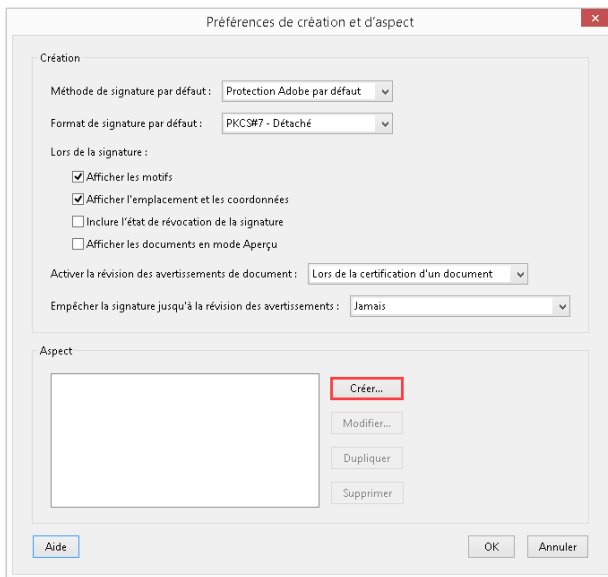 Préférences de création et d'aspect
Création
Méthode de signature par défaut : Protection Adobe par défaut
Format de signature par défaut : PKCS#7 - Détaché
Lors de la signature :
Afficher les motifs
Afficher l'emplacement et les coordonnées
Inclure l'état de révocation de la signature
Afficher les documents en mode Aperçu
Activer la révision des avertissements de document : Lors de la certification d'un document
Empêcher la signature jusqu'à la révision des avertissements : Jamais
Aspect
Créer...
Modifier...
Dupliquer
Supprimer
Aide OK Annuler